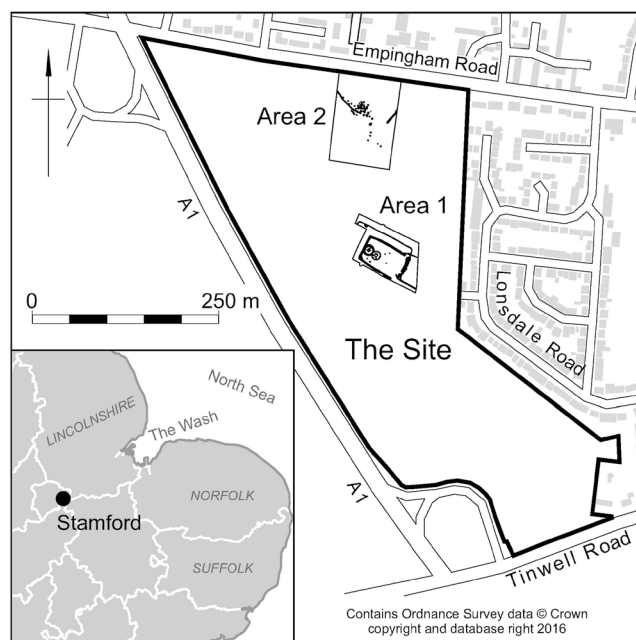 Empingham Road
Area 2
A1
Area 1
0 250 m
Lonsdale Road
The Site
North Sea
LINCOLNSHIRE
The Wash
NORFOLK
Stamford
A1
SUFFOLK
Tinwell Road
Contains Ordnance Survey data © Crown
copyright and database right 2016